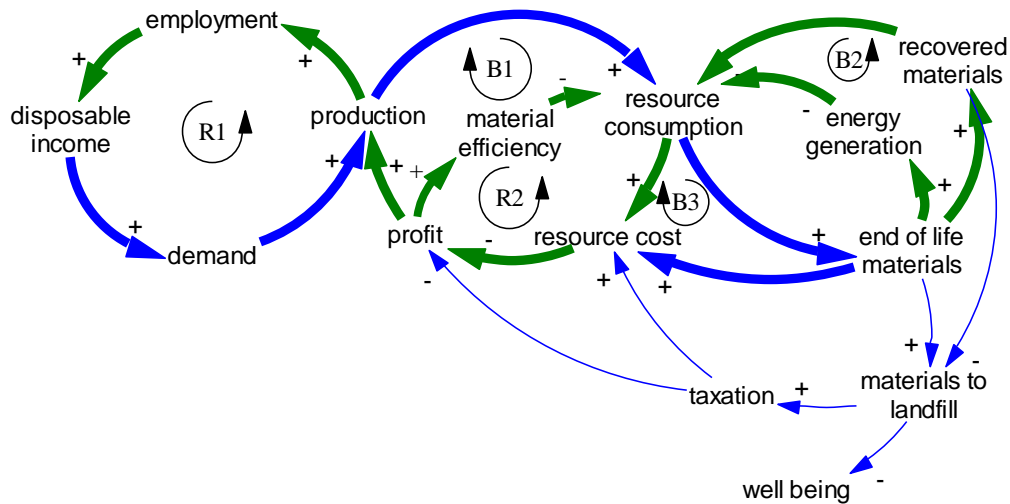 employment
+
+
disposable
income
R1
production
+
+
+
demand
+
B1
-
+
material
efficiency
+
R2
profit
-
-
resource cost
+
+
+
B3
resource
consumption
-
-
B2
recovered
materials
energy
generation
+
+
+
end of life
materials
+
-
materials to
landfill
+
taxation
-
well being